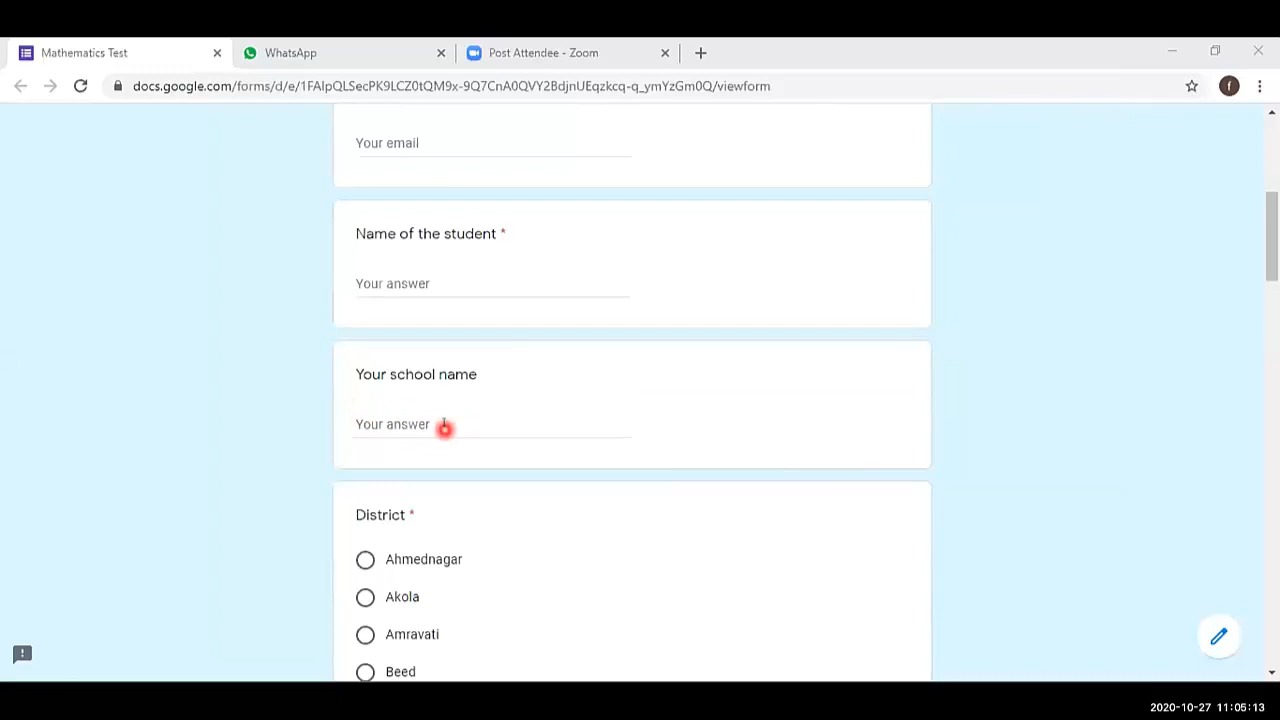 Mathematics Test
WhatsApp
Post Attendee - Zoom
docs.google.com/forms/d/e/1FAIpQLSecPK9LCZ0tQM9x-9Q7CnA0QVY2BdjnUEqzkcq-q_ymYzGm0Q/viewform
f
Your email
Name of the student *
Your answer
Your school name
Your answer
District *
Ahmednagar
Akola
Amravati
Beed
2020-10-27 11:05:13